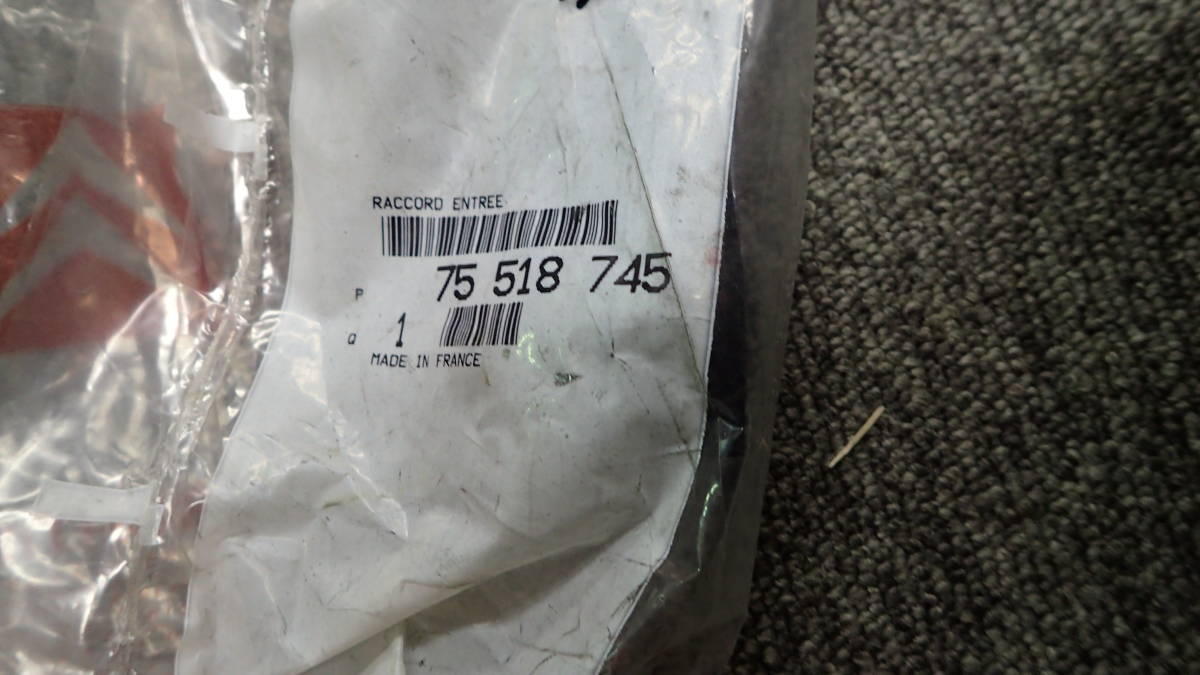 RACCORD ENTREE
P 75 518 745
Q 1
MADE IN FRANCE